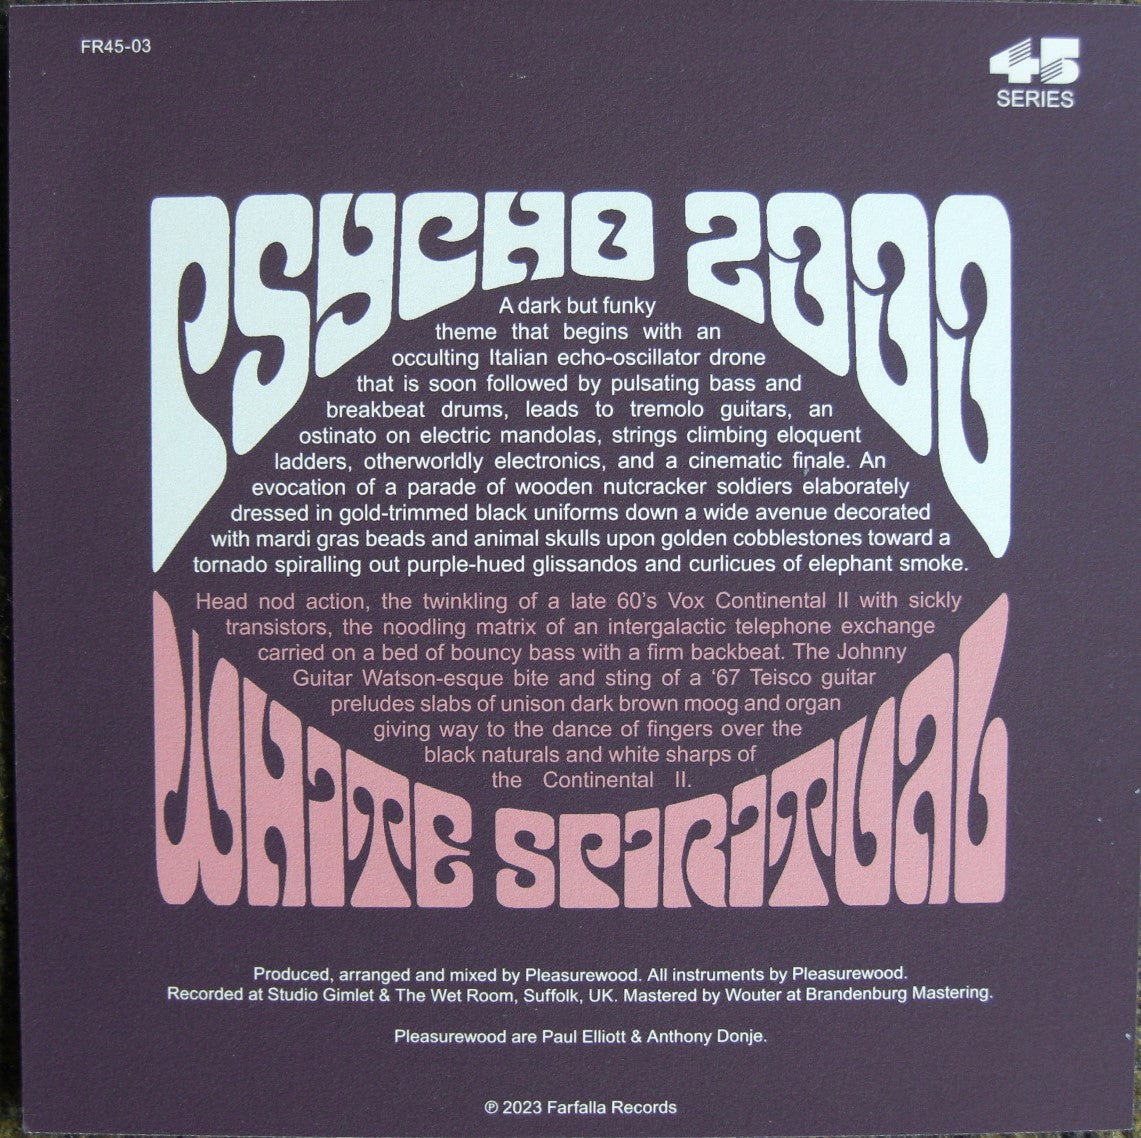 FR45-03
45
SERIES
PSYCHO 2000
A dark but funky
theme that begins with an
occulting Italian echo-oscillator drone
that is soon followed by pulsating bass and
breakbeat drums, leads to tremolo guitars, an
ostinato on electric mandolas, strings climbing eloquent
ladders, otherworldly electronics, and a cinematic finale. An
evocation of a parade of wooden nutcracker soldiers elaborately
dressed in gold-trimmed black uniforms down a wide avenue decorated
with mardi gras beads and animal skulls upon golden cobblestones toward a
tornado spiralling out purple-hued glissandos and curlicues of elephant smoke.
Head nod action, the twinkling of a late 60's Vox Continental II with sickly
transistors, the noodling matrix of an intergalactic telephone exchange
carried on a bed of bouncy bass with a firm backbeat. The Johnny
Guitar Watson-esque bite and sting of a '67 Teisco guitar
preludes slabs of unison dark brown moog and organ
giving way to the dance of fingers over the
black naturals and white sharps of
the Continental II.
WHITE SPIRITUAL
Produced, arranged and mixed by Pleasurewood. All instruments by Pleasurewood.
Recorded at Studio Gimlet & The Wet Room, Suffolk, UK. Mastered by Wouter at Brandenburg Mastering.
Pleasurewood are Paul Elliott & Anthony Donje.
℗ 2023 Farfalla Records